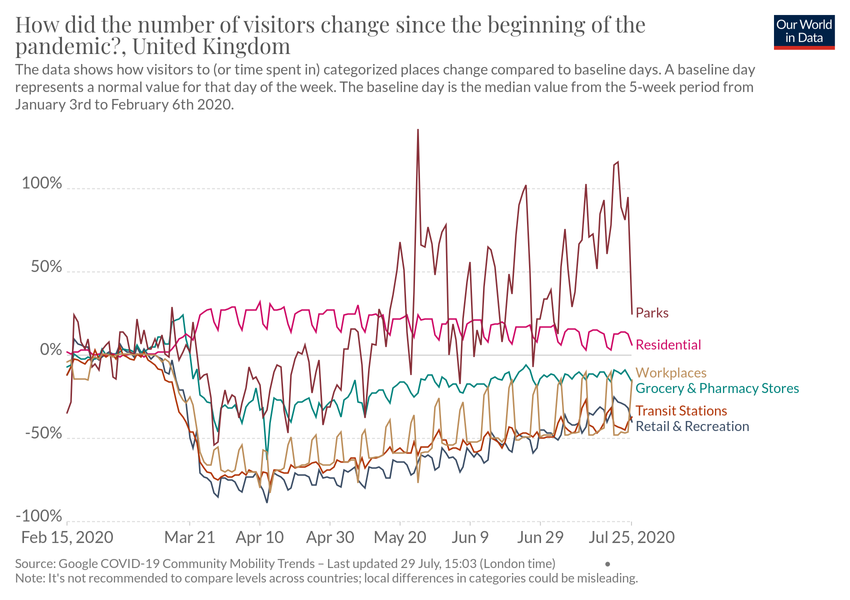 How did the number of visitors change since the beginning of the
pandemic?, United Kingdom
Our World
in Data
The data shows how visitors to (or time spent in) categorized places change compared to baseline days. A baseline day
represents a normal value for that day of the week. The baseline day is the median value from the 5-week period from
January 3rd to February 6th 2020.
100%
50%
0%
-50%
-100%
Parks
Residential
Workplaces
Grocery & Pharmacy Stores
Transit Stations
Retail & Recreation
Feb 15, 2020
Mar 21
Apr 10
Apr 30
May 20
Jun 9
Jun 29
Jul 25, 2020
Source: Google COVID-19 Community Mobility Trends – Last updated 29 July, 15:03 (London time)
Note: It's not recommended to compare levels across countries; local differences in categories could be misleading.